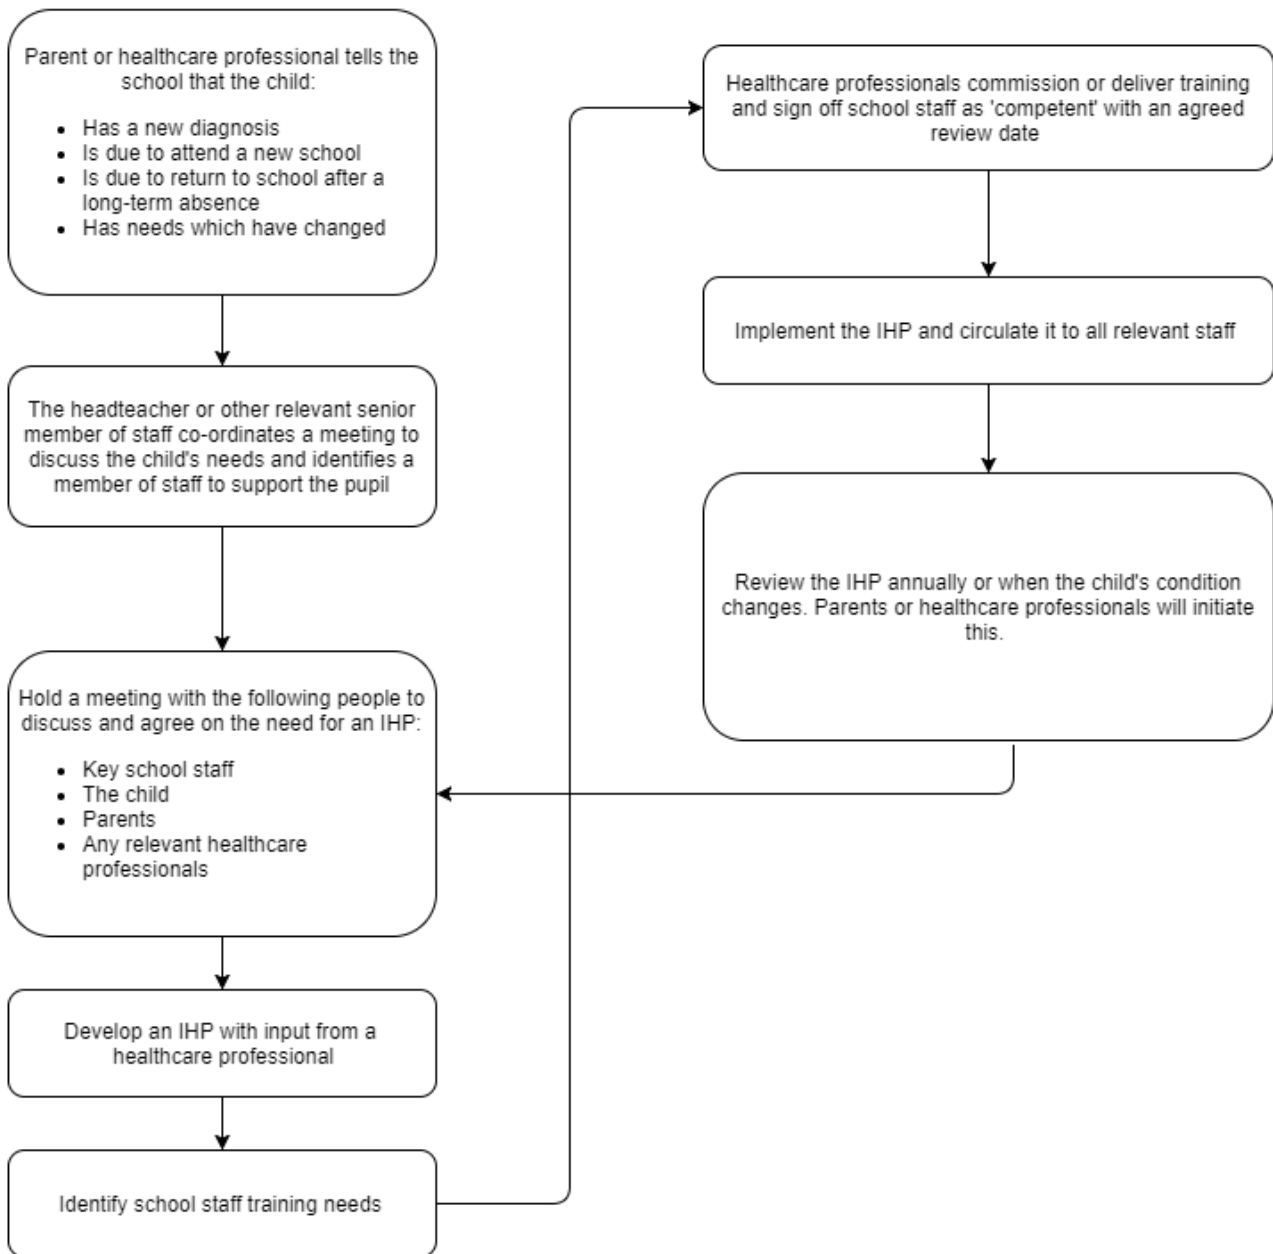 Parent or healthcare professional tells the
school that the child:
• Has a new diagnosis
• Is due to attend a new school
• Is due to return to school after a
long-term absence
• Has needs which have changed
The headteacher or other relevant senior
member of staff co-ordinates a meeting to
discuss the child's needs and identifies a
member of staff to support the pupil
Hold a meeting with the following people to
discuss and agree on the need for an IHP:
• Key school staff
• The child
• Parents
• Any relevant healthcare
professionals
Develop an IHP with input from a
healthcare professional
Identify school staff training needs
Healthcare professionals commission or deliver training
and sign off school staff as 'competent' with an agreed
review date
Implement the IHP and circulate it to all relevant staff
Review the IHP annually or when the child's condition
changes. Parents or healthcare professionals will initiate
this.